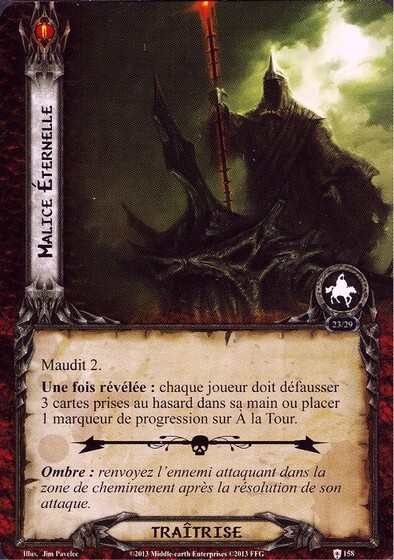 MALICE ÉTERNELLE
23/29
Maudit 2.
Une fois révélée : chaque joueur doit défausser
3 cartes prises au hasard dans sa main ou placer
1 marqueur de progression sur À la Tour.
Ombre : renvoyez l'ennemi attaquant dans la
zone de cheminement après la résolution de son
attaque.
TRAÎTRISE
Illus. Jim Pavelec ©2013 Middle-earth Enterprises ©2013 FFG 158